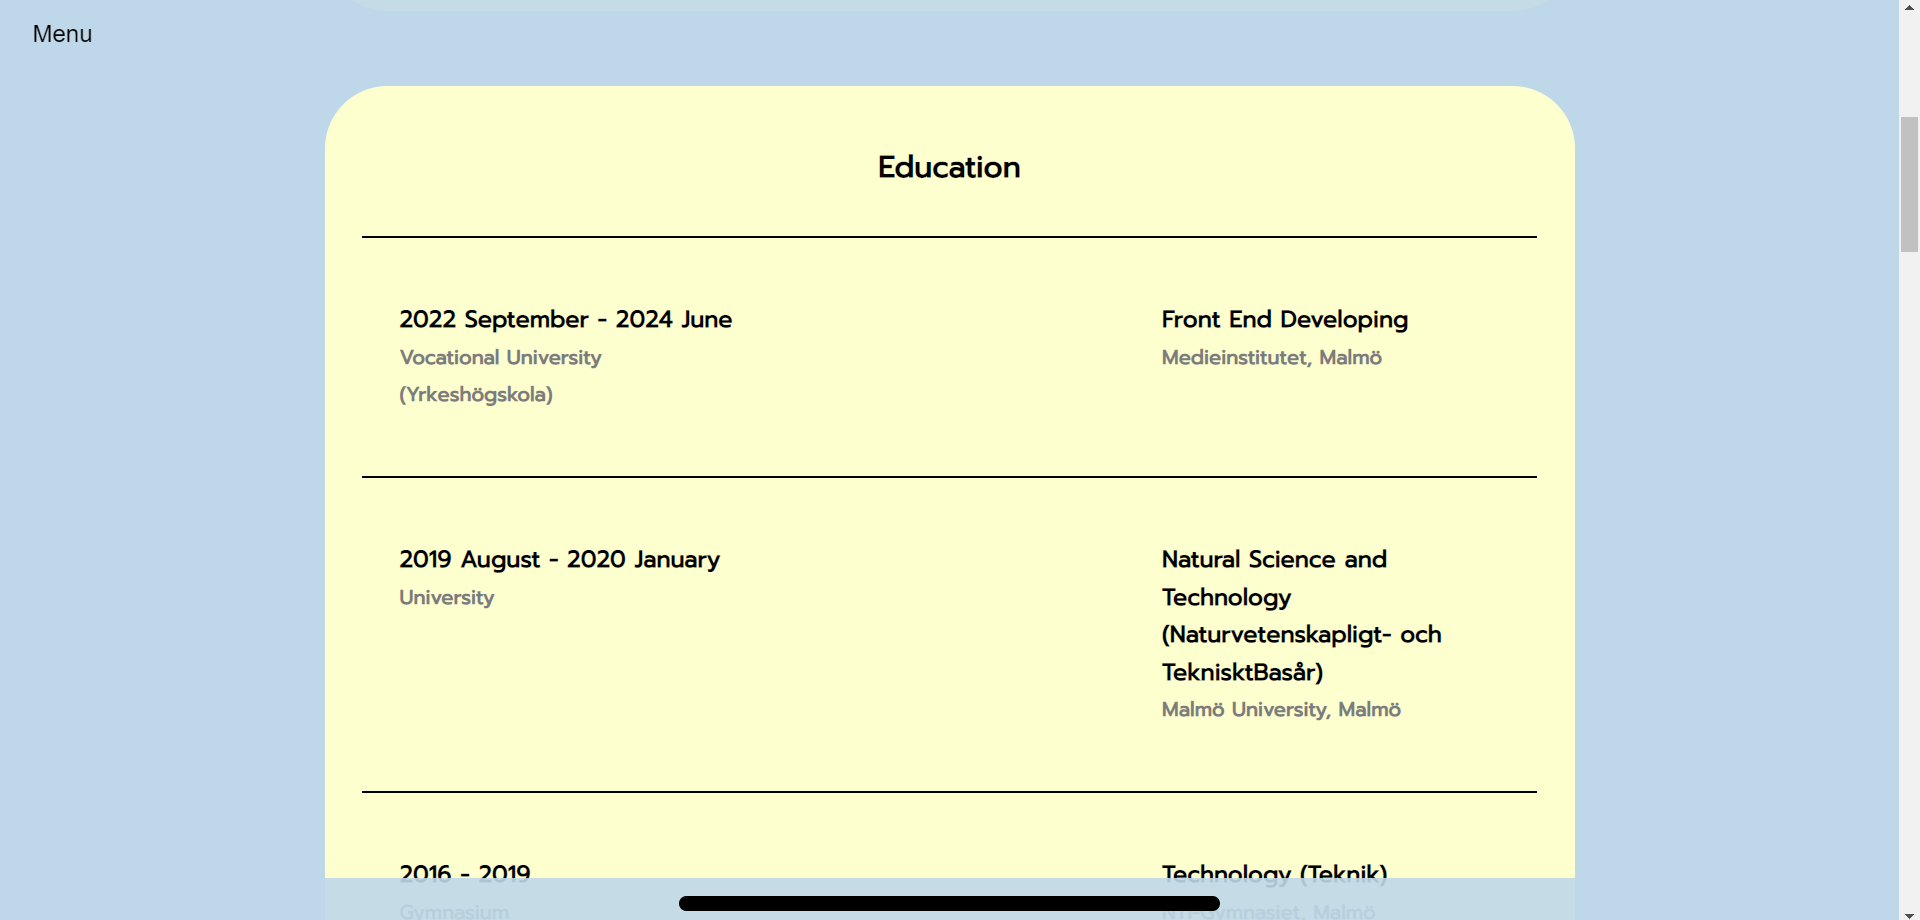 Menu
Education
2022 September - 2024 June
Vocational University
(Yrkeshögskola)
Front End Developing
Medieinstitutet, Malmö
2019 August - 2020 January
University
Natural Science and
Technology
(Naturvetenskapligt- och
TeknisktBasår)
Malmö University, Malmö
2016 - 2019
Gymnasium
Technology (Teknik)
NTI-Gymnasiet, Malmö